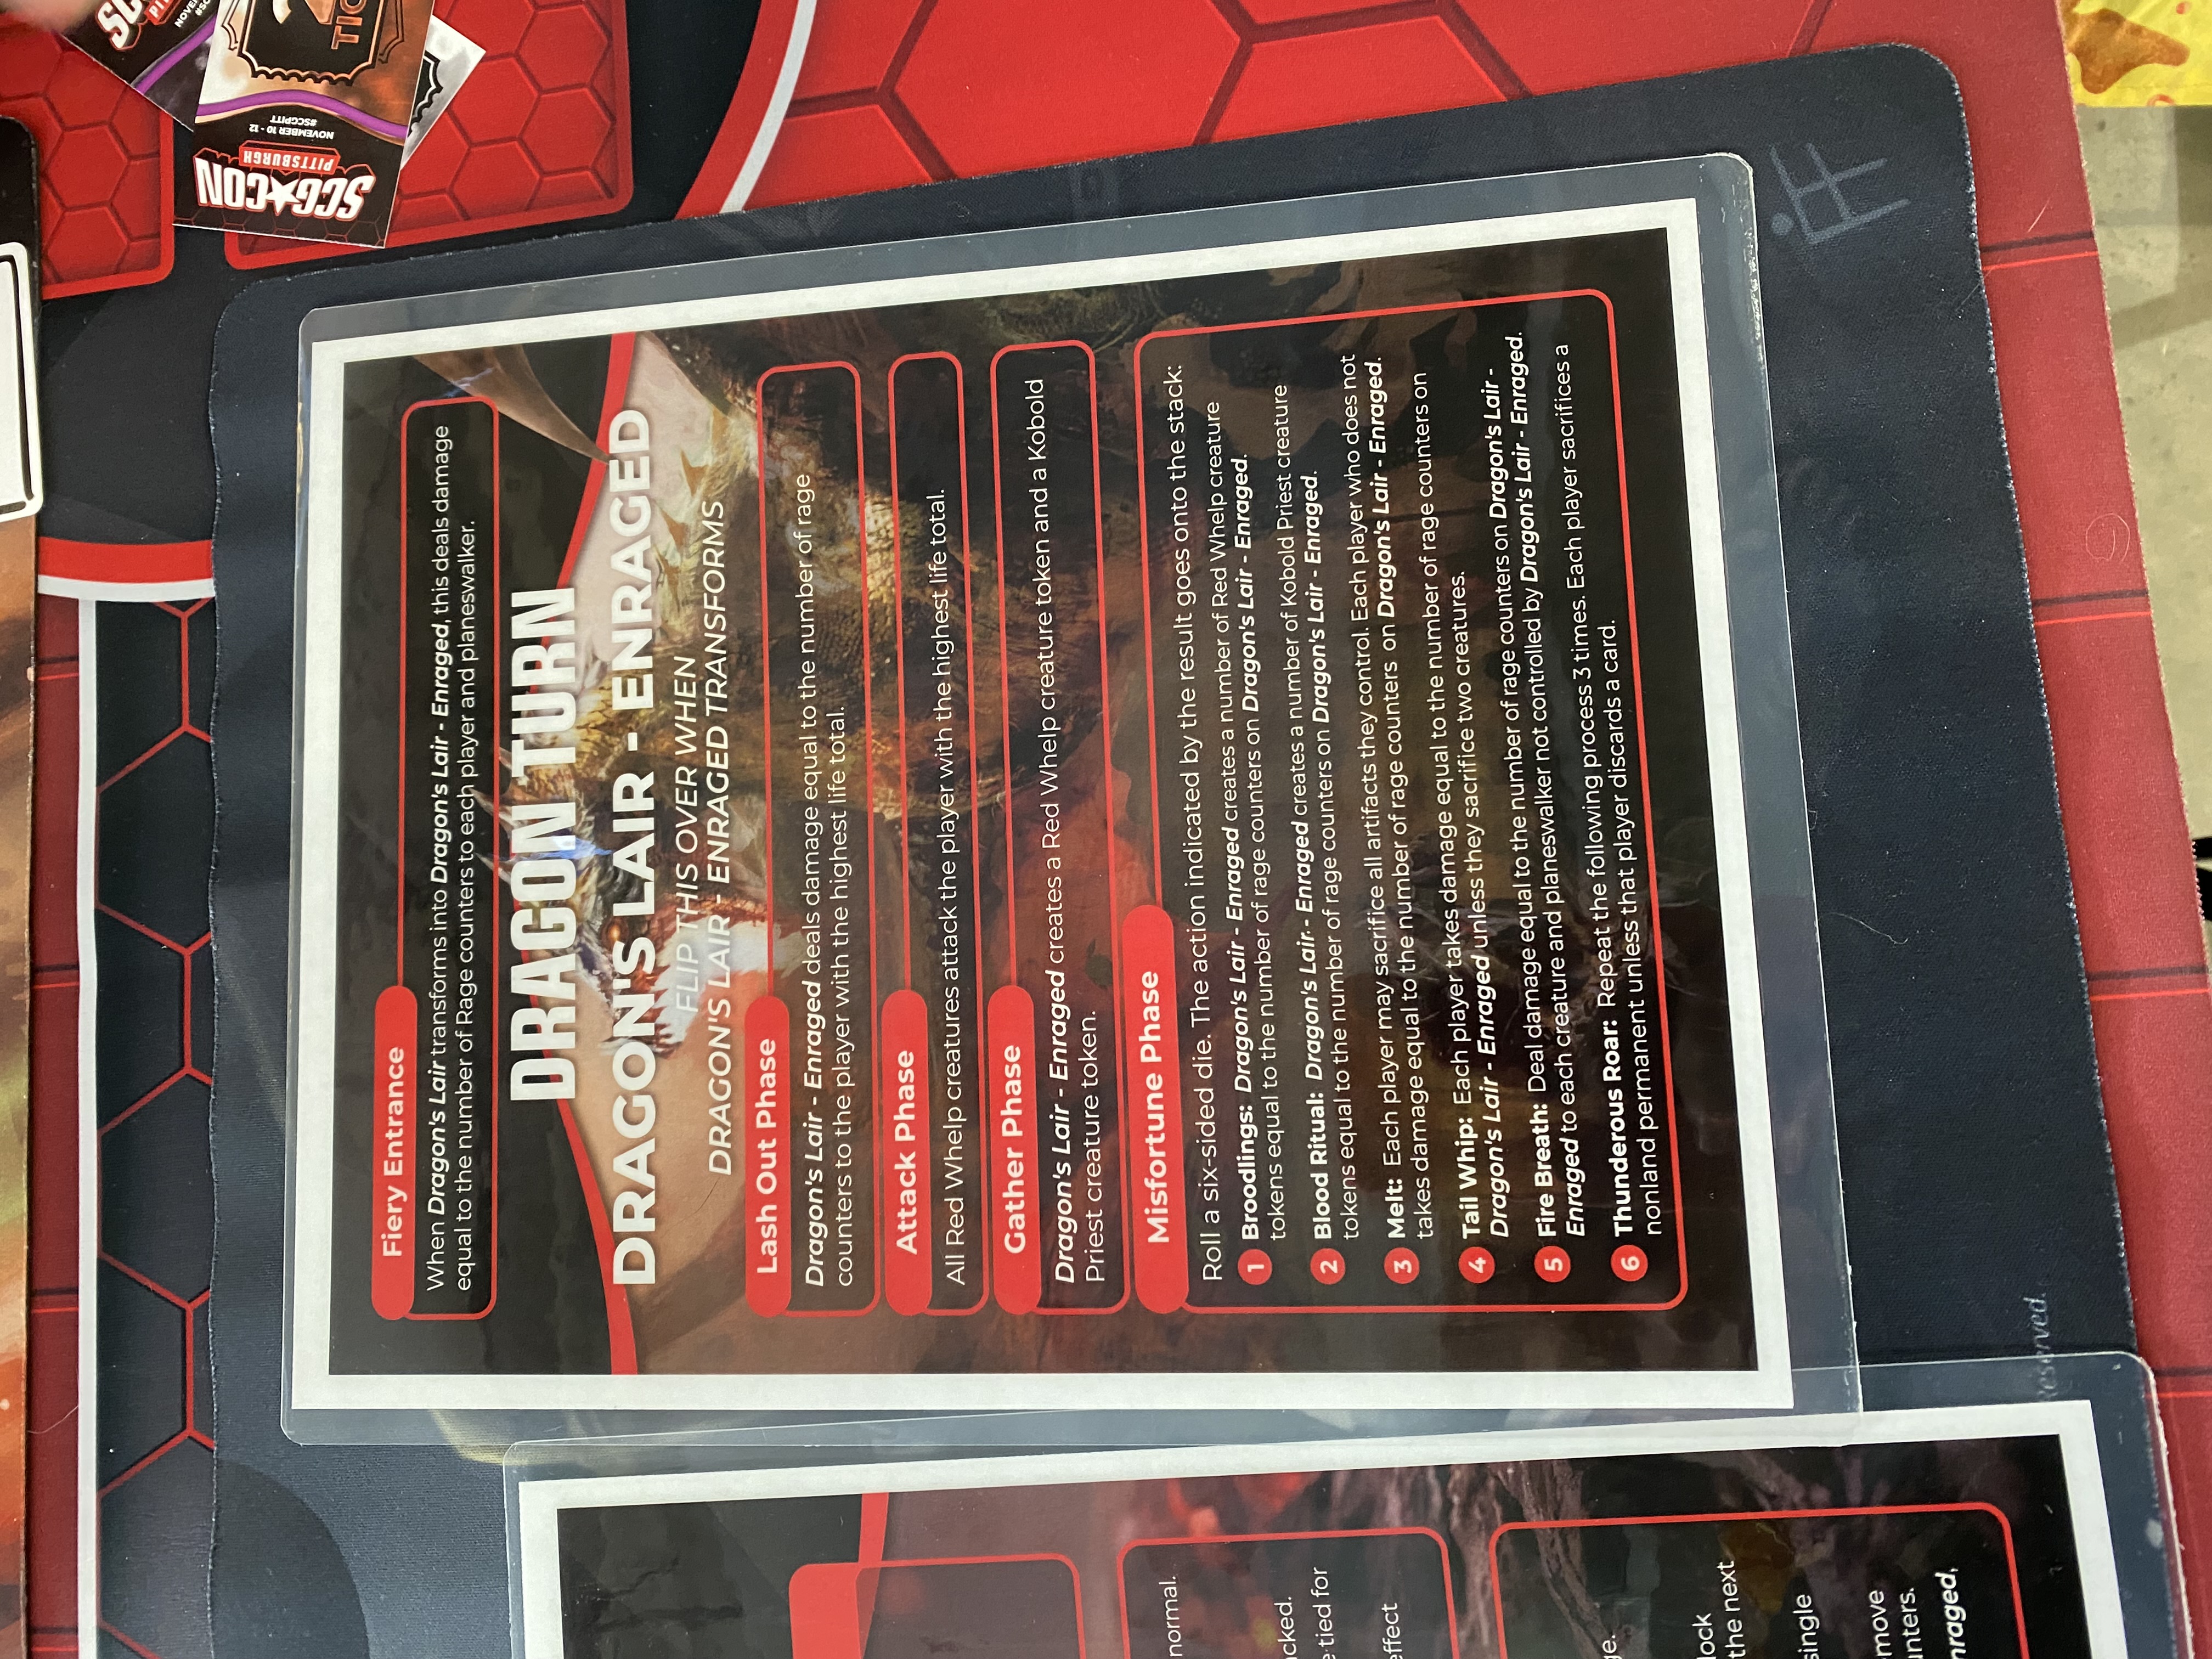 Fiery Entrance
When Dragon's Lair transforms into Dragon's Lair - Enraged, this deals damage
equal to the number of Rage counters to each player and planeswalker.
DRAGON TURN
DRAGON'S LAIR - ENRAGED
FLIP THIS OVER WHEN
DRAGON'S LAIR - ENRAGED TRANSFORMS
Lash Out Phase
Dragon's Lair - Enraged deals damage equal to the number of rage
counters to the player with the highest life total.
Attack Phase
All Red Whelp creatures attack the player with the highest life total.
Gather Phase
Dragon's Lair - Enraged creates a Red Whelp creature token and a Kobold
Priest creature token.
Misfortune Phase
Roll a six-sided die. The action indicated by the result goes onto the stack:
1 Broodlings: Dragon's Lair - Enraged creates a number of Red Whelp creature
tokens equal to the number of rage counters on Dragon's Lair - Enraged.
2 Blood Ritual: Dragon's Lair - Enraged creates a number of Kobold Priest creature
tokens equal to the number of rage counters on Dragon's Lair - Enraged.
3 Melt: Each player may sacrifice all artifacts they control. Each player who does not
takes damage equal to the number of rage counters on Dragon's Lair - Enraged.
4 Tail Whip: Each player takes damage equal to the number of rage counters on
Dragon's Lair - Enraged unless they sacrifice two creatures.
5 Fire Breath: Deal damage equal to the number of rage counters on Dragon's Lair -
Enraged to each creature and planeswalker not controlled by Dragon's Lair - Enraged.
6 Thunderous Roar: Repeat the following process 3 times. Each player sacrifices a
nonland permanent unless that player discards a card.
normal.
tied for
the next
single
SCG CON
PITTSBURGH
NOVEMBER 10 - 12
#SCGPITT